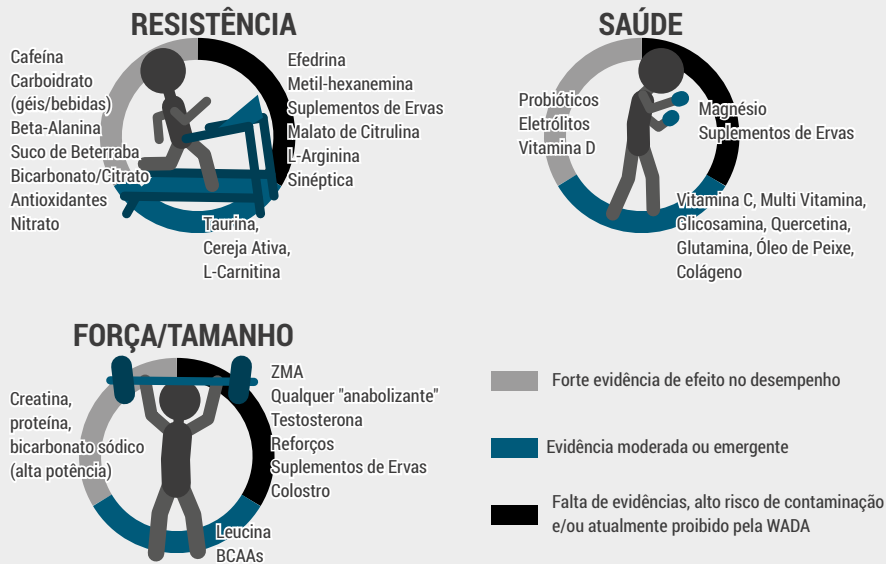 RESISTÊNCIA
Cafeína
Carboidrato
(géis/bebidas)
Beta-Alanina
Suco de Beterraba
Bicarbonato/Citrato
Antioxidantes
Nitrato
Efedrina
Metil-hexanemina
Suplementos de Ervas
Malato de Citrulina
L-Arginina
Sinéptica
Taurina,
Cereja Ativa,
L-Carnitina
SAÚDE
Probióticos
Eletrólitos
Vitamina D
Magnésio
Suplementos de Ervas
Vitamina C, Multi Vitamina,
Glicosamina, Quercetina,
Glutamina, Óleo de Peixe,
Colágeno
FORÇA/TAMANHO
Creatina,
proteína,
bicarbonato sódico
(alta potência)
ZMA
Qualquer "anabolizante"
Testosterona
Reforços
Suplementos de Ervas
Colostro
Leucina
BCAAs
Forte evidência de efeito no desempenho
Evidência moderada ou emergente
Falta de evidências, alto risco de contaminação
e/ou atualmente proibido pela WADA